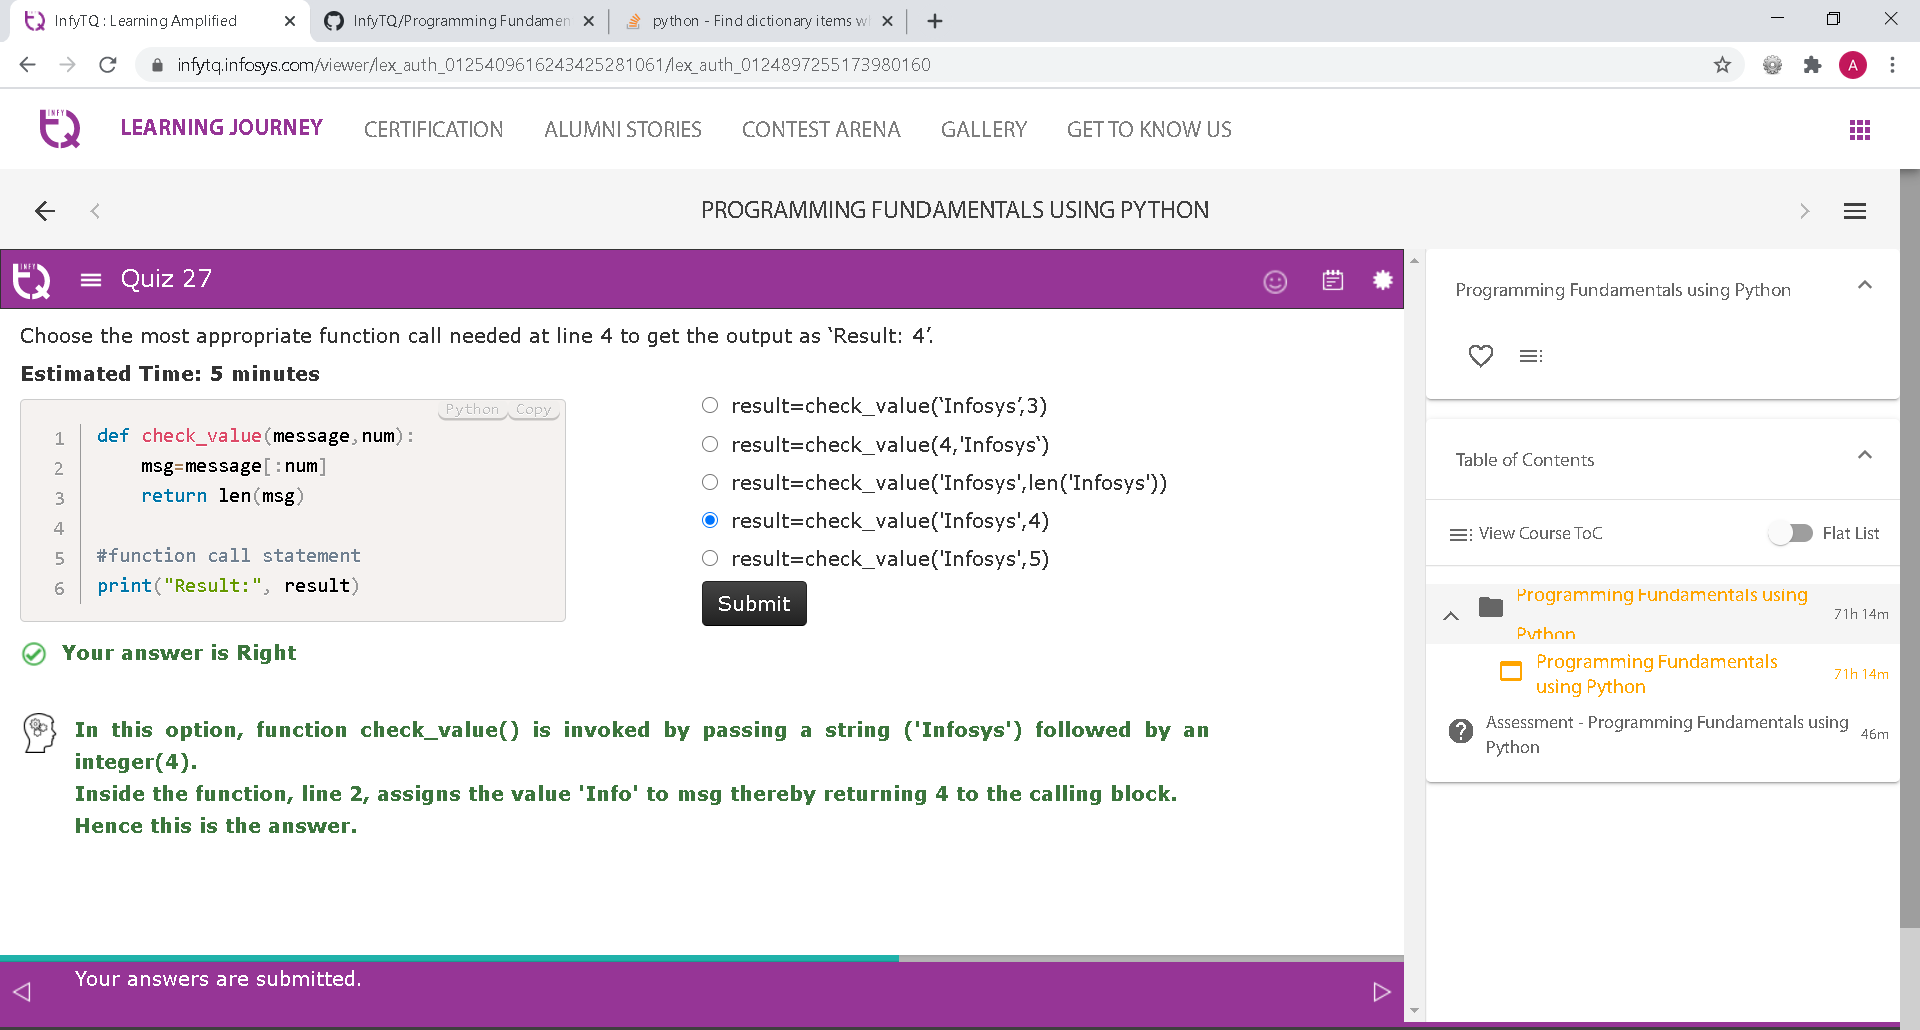 InfyTQ : Learning Amplified
InfyTQ/Programming Fundamen
python - Find dictionary items w
infytq.infosys.com/viewer/lex_auth_0125409616243425281061/lex_auth_0124897255173980160
A
INFY TQ
LEARNING JOURNEY
CERTIFICATION
ALUMNI STORIES
CONTEST ARENA
GALLERY
GET TO KNOW US
PROGRAMMING FUNDAMENTALS USING PYTHON
INFY TQ
Quiz 27
Choose the most appropriate function call needed at line 4 to get the output as ‘Result: 4’.
Estimated Time: 5 minutes
Python
Copy
1 def check_value(message,num):
2 msg=message[:num]
3 return len(msg)
4
5 #function call statement
6 print("Result:", result)
result=check_value(‘Infosys’,3)
result=check_value(4,'Infosys‘)
result=check_value('Infosys',len('Infosys'))
result=check_value('Infosys',4)
result=check_value('Infosys',5)
Submit
Your answer is Right
In this option, function check_value() is invoked by passing a string ('Infosys') followed by an
integer(4).
Inside the function, line 2, assigns the value 'Info' to msg thereby returning 4 to the calling block.
Hence this is the answer.
Your answers are submitted.
Programming Fundamentals using Python
Table of Contents
View Course ToC
Flat List
Programming Fundamentals using
Python
71h 14m
Programming Fundamentals
using Python
71h 14m
Assessment - Programming Fundamentals using
Python
46m